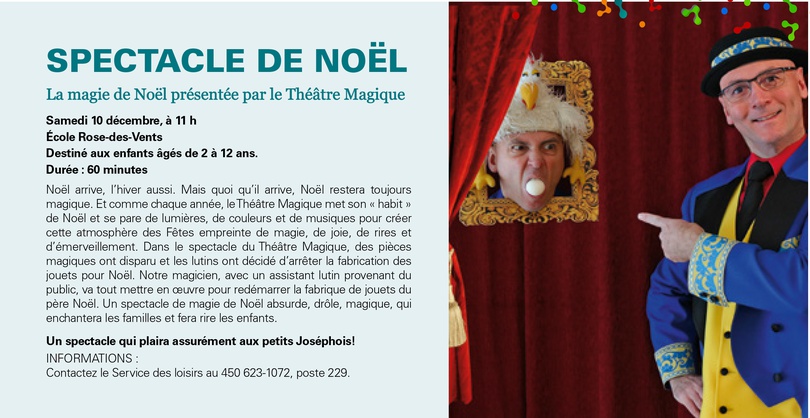 SPECTACLE DE NOËL
La magie de Noël présentée par le Théâtre Magique
Samedi 10 décembre, à 11 h
École Rose-des-Vents
Destiné aux enfants âgés de 2 à 12 ans.
Durée : 60 minutes
Noël arrive, l’hiver aussi. Mais quoi qu’il arrive, Noël restera toujours
magique. Et comme chaque année, le Théâtre Magique met son « habit »
de Noël et se pare de lumières, de couleurs et de musiques pour créer
cette atmosphère des Fêtes empreinte de magie, de joie, de rires et
d’émerveillement. Dans le spectacle du Théâtre Magique, des pièces
magiques ont disparu et les lutins ont décidé d’arrêter la fabrication des
jouets pour Noël. Notre magicien, avec un assistant lutin provenant du
public, va tout mettre en œuvre pour redémarrer la fabrique de jouets du
père Noël. Un spectacle de magie de Noël absurde, drôle, magique, qui
enchantera les familles et fera rire les enfants.
Un spectacle qui plaira assurément aux petits Joséphois!
INFORMATIONS :
Contactez le Service des loisirs au 450 623-1072, poste 229.